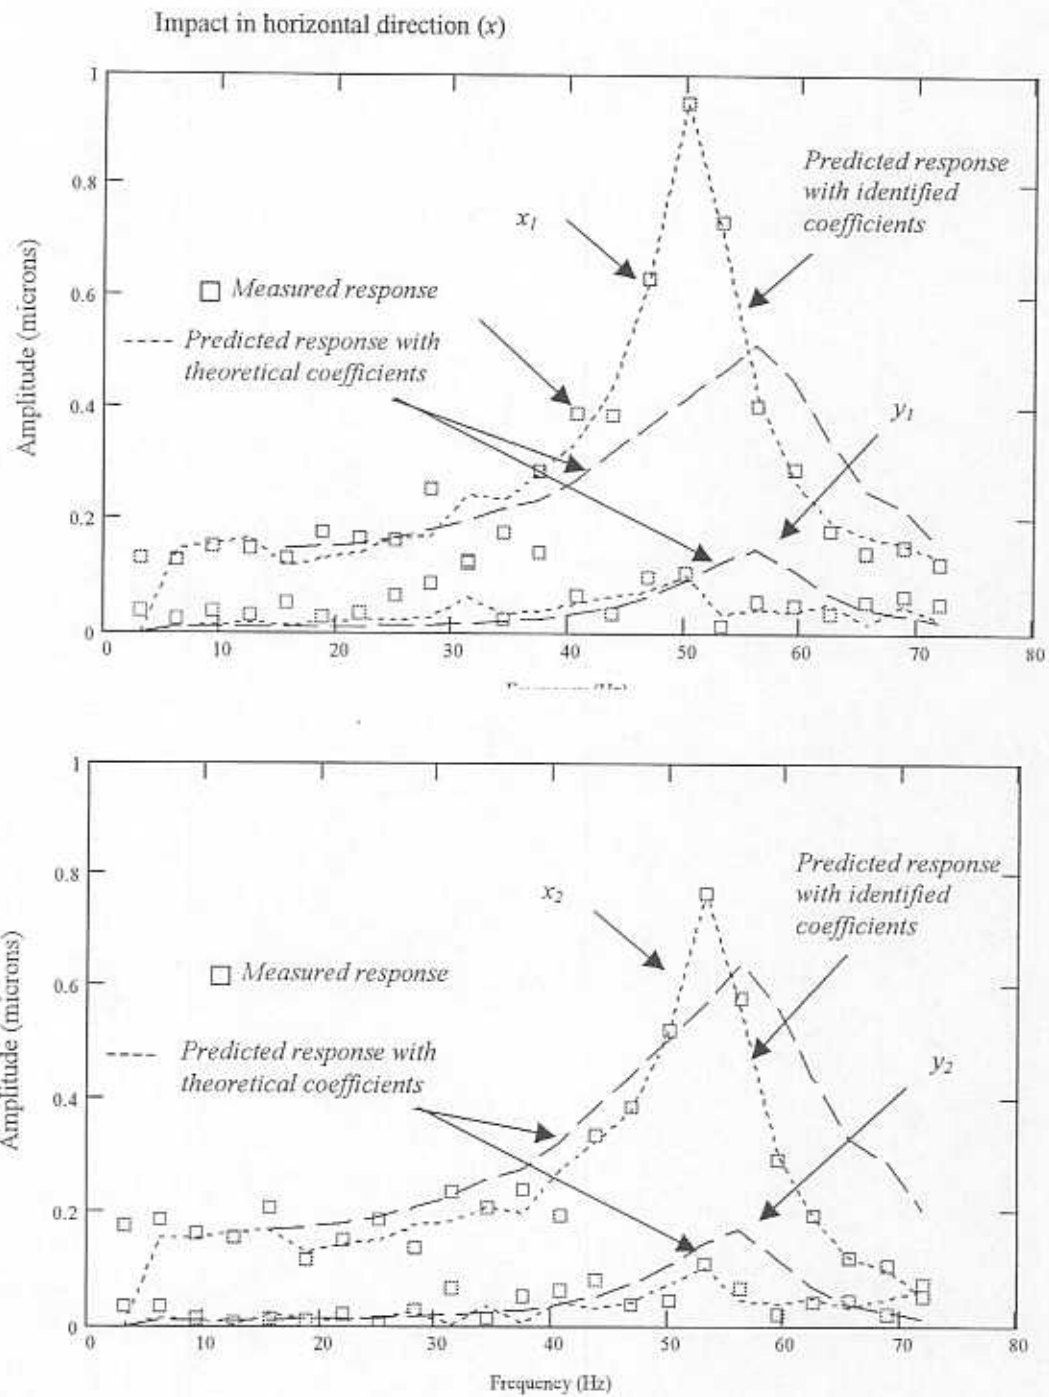 Impact in horizontal direction (x)
1
0.8
0.6
0.4
0.2
0
Amplitude (microns)
Predicted response
with identified
coefficients
x1
Measured response
Predicted response with
theoretical coefficients
y1
0 10 20 30 40 50 60 70 80
1
0.8
0.6
0.4
0.2
0
Amplitude (microns)
Predicted response
with identified
coefficients
x2
Measured response
Predicted response with
theoretical coefficients
y2
0 10 20 30 40 50 60 70 80
Frequency (Hz)